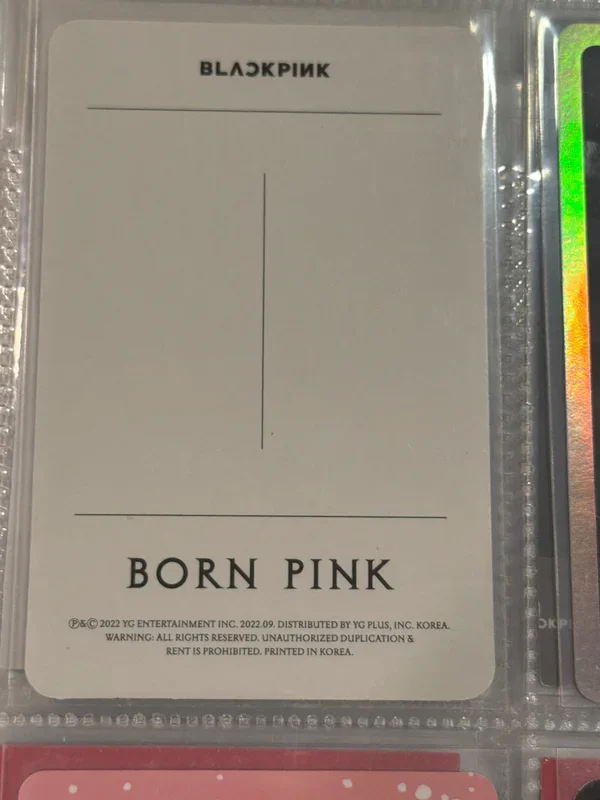 BLACKPINK
BORN PINK
Ⓟ&Ⓒ 2022 YG ENTERTAINMENT INC. 2022.09. DISTRIBUTED BY YG PLUS, INC. KOREA.
WARNING: ALL RIGHTS RESERVED. UNAUTHORIZED DUPLICATION &
RENT IS PROHIBITED. PRINTED IN KOREA.